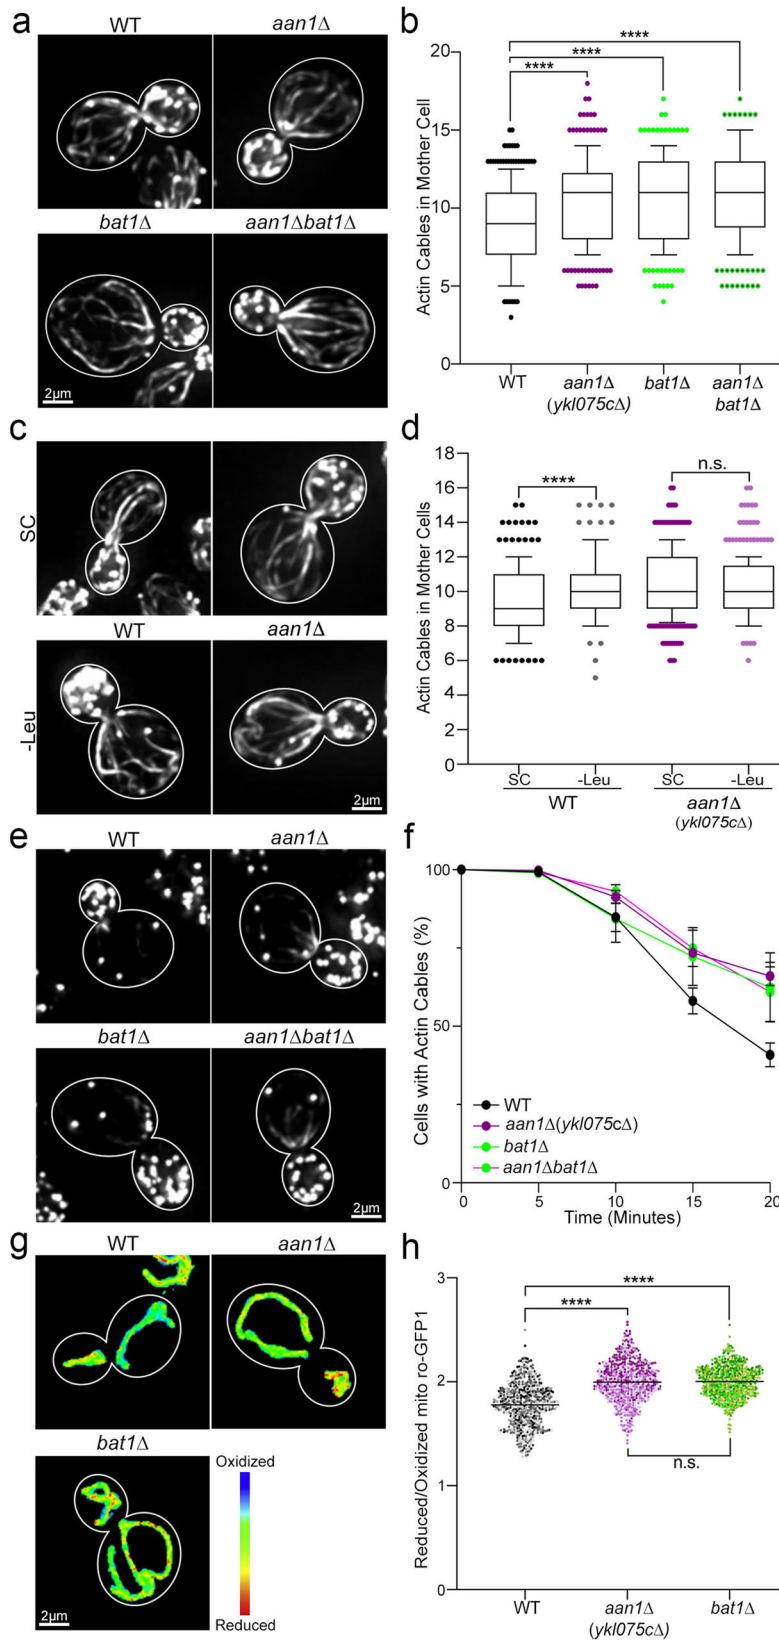 a
WT
aan1Δ
bat1Δ
aan1Δbat1Δ
2μm
b
Actin Cables in Mother Cell
20
15
10
5
0
****
****
****
WT
aan1Δ
(ykl075cΔ)
bat1Δ
aan1Δ
bat1Δ
c
SC
WT
aan1Δ
-Leu
2μm
d
Actin Cables in Mother Cells
18
16
14
12
10
8
6
4
2
0
****
n.s.
SC
-Leu
SC
-Leu
WT
aan1Δ
(ykl075cΔ)
e
WT
aan1Δ
bat1Δ
aan1Δbat1Δ
2μm
f
Cells with Actin Cables (%)
100
50
0
WT
aan1Δ(ykl075cΔ)
bat1Δ
aan1Δbat1Δ
0
5
10
15
20
Time (Minutes)
g
WT
aan1Δ
bat1Δ
Oxidized
Reduced
2μm
h
Reduced/Oxidized mito ro-GFP1
3
2
1
0
****
****
n.s.
WT
aan1Δ
(ykl075cΔ)
bat1Δ